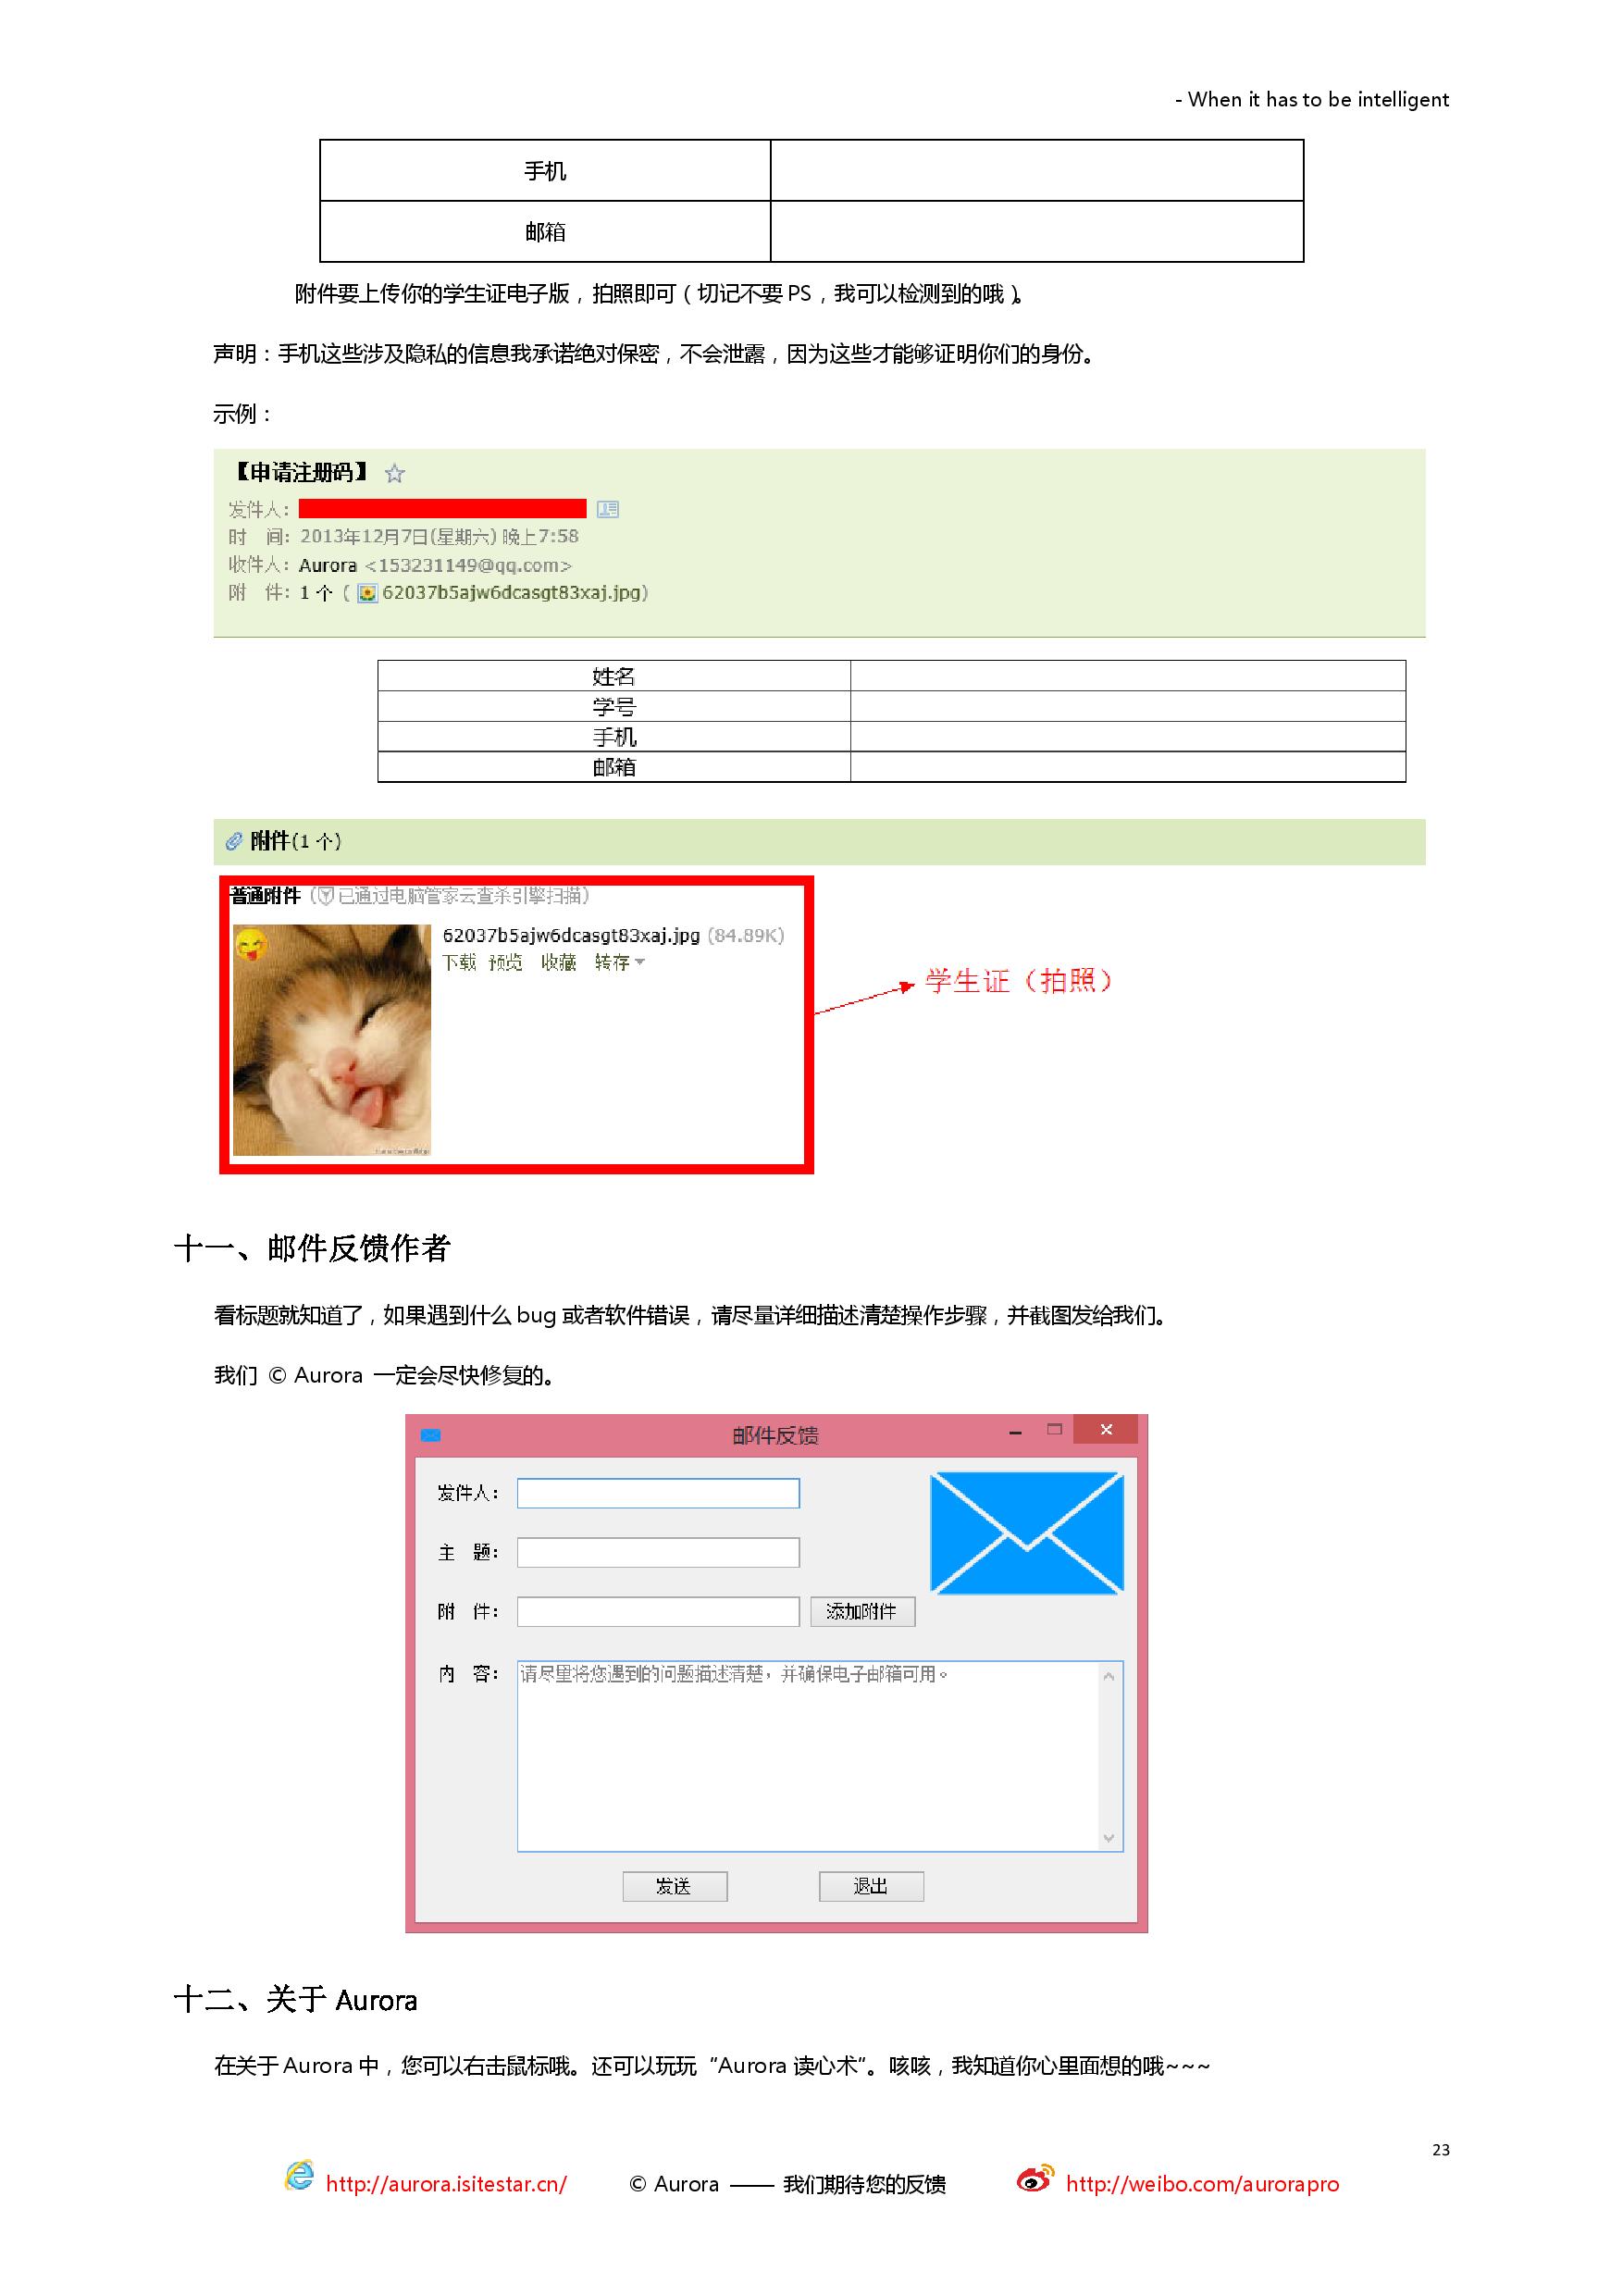 - When it has to be intelligent
手机
邮箱
附件要上传你的学生证电子版，拍照即可（切记不要 PS，我可以检测到的哦）。
声明：手机这些涉及隐私的信息我承诺绝对保密，不会泄露，因为这些才能够证明你们的身份。
示例：
【申请注册码】
发件人：
时 间：2013年12月7日(星期六) 晚上7:58
收件人：Aurora <153231149@qq.com>
附 件：1 个 ( 62037b5ajw6dcasgt83xaj.jpg)
姓名
学号
手机
邮箱
附件(1 个)
普通附件 (已通过电脑管家云查杀引擎扫描)
62037b5ajw6dcasgt83xaj.jpg (84.89K)
下载 预览 收藏 转存
学生证（拍照）
十一、邮件反馈作者
看标题就知道了，如果遇到什么 bug 或者软件错误，请尽量详细描述清楚操作步骤，并截图发给我们。
我们 © Aurora 一定会尽快修复的。
邮件反馈
发件人：
主 题：
附 件：
添加附件
内 容：
请尽量将您遇到的问题描述清楚，并确保电子邮箱可用。
发送 退出
十二、关于 Aurora
在关于 Aurora 中，您可以右击鼠标哦。还可以玩玩“Aurora 读心术“。咳咳，我知道你心里面想的哦~~~
23
http://aurora.isitestar.cn/ © Aurora —— 我们期待您的反馈 http://weibo.com/aurorapro